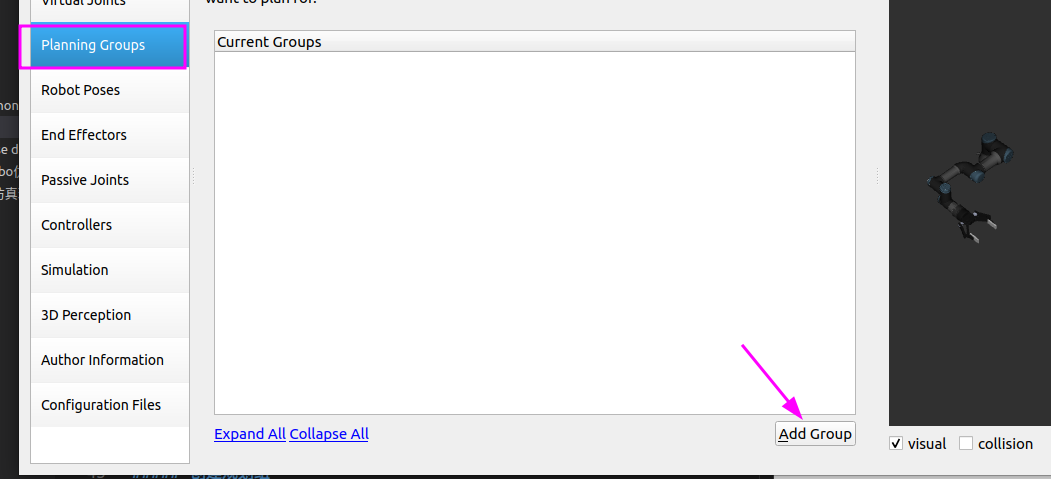 Virtual Joints
want to plan for.
Planning Groups
Current Groups
Robot Poses
End Effectors
Passive Joints
Controllers
Simulation
3D Perception
Author Information
Configuration Files
Expand All Collapse All
Add Group
visual
collision